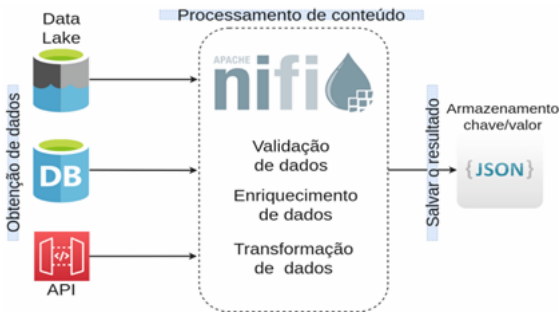 Data
Lake
Processamento de conteúdo
APACHE
nifi
Obtenção de dados
DB
API
Validação
de dados
Enriquecimento
de dados
Transformação
de dados
Salvar o resultado
Armazenamento
chave/valor
{JSON}